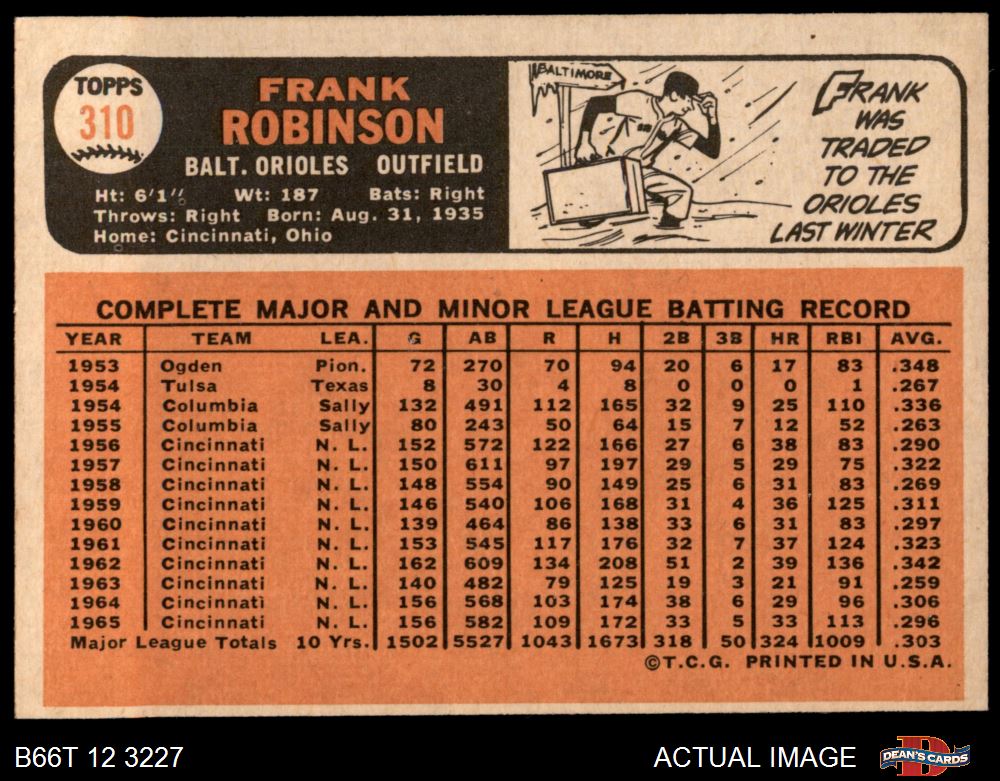 TOPPS
310
FRANK
ROBINSON
BALT. ORIOLES OUTFIELD
Ht: 6'1" Wt: 187 Bats: Right
Throws: Right Born: Aug. 31, 1935
Home: Cincinnati, Ohio
BALTIMORE
FRANK
WAS
TRADED
TO THE
ORIOLES
LAST WINTER
COMPLETE MAJOR AND MINOR LEAGUE BATTING RECORD
YEAR TEAM LEA. G AB R H 2B 3B HR RBI AVG.
1953 Ogden Pion. 72 270 70 94 20 6 17 83 .348
1954 Tulsa Texas 8 30 4 8 0 0 0 1 .267
1954 Columbia Sally 132 491 112 165 32 9 25 110 .336
1955 Columbia Sally 80 243 50 64 15 7 12 52 .263
1956 Cincinnati N. L. 152 572 122 166 27 6 38 83 .290
1957 Cincinnati N. L. 150 611 97 197 29 5 29 75 .322
1958 Cincinnati N. L. 148 554 90 149 25 6 31 83 .269
1959 Cincinnati N. L. 146 540 106 168 31 4 36 125 .311
1960 Cincinnati N. L. 139 464 86 138 33 6 31 83 .297
1961 Cincinnati N. L. 153 545 117 176 32 7 37 124 .323
1962 Cincinnati N. L. 162 609 134 208 51 2 39 136 .342
1963 Cincinnati N. L. 140 482 79 125 19 3 21 91 .259
1964 Cincinnati N. L. 156 568 103 174 38 6 29 96 .306
1965 Cincinnati N. L. 156 582 109 172 33 5 33 113 .296
Major League Totals 10 Yrs. 1502 5527 1043 1673 318 50 324 1009 .303
©T.C.G. PRINTED IN U.S.A.
B66T 12 3227 ACTUAL IMAGE DEAN'S CARDS